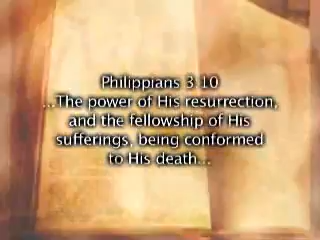 Philippians 3:10
...The power of His resurrection,
and the fellowship of His
sufferings, being conformed
to His death...